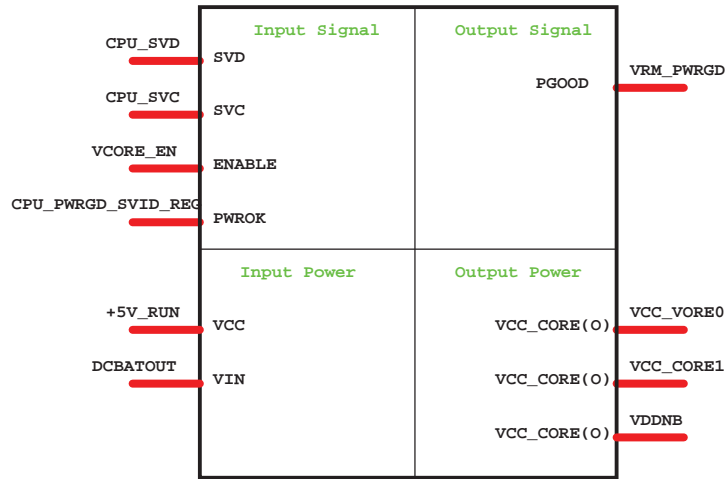 Input Signal
Output Signal
CPU_SVD
SVD
VRM_PWRGD
PGOOD
CPU_SVC
SVC
VCORE_EN
ENABLE
CPU_PWRGD_SVID_REG
PWROK
Input Power
Output Power
+5V_RUN
VCC
VCC_CORE(O)
VCC_VORE0
DCBATOUT
VIN
VCC_CORE(O)
VCC_CORE1
VCC_CORE(O)
VDDNB